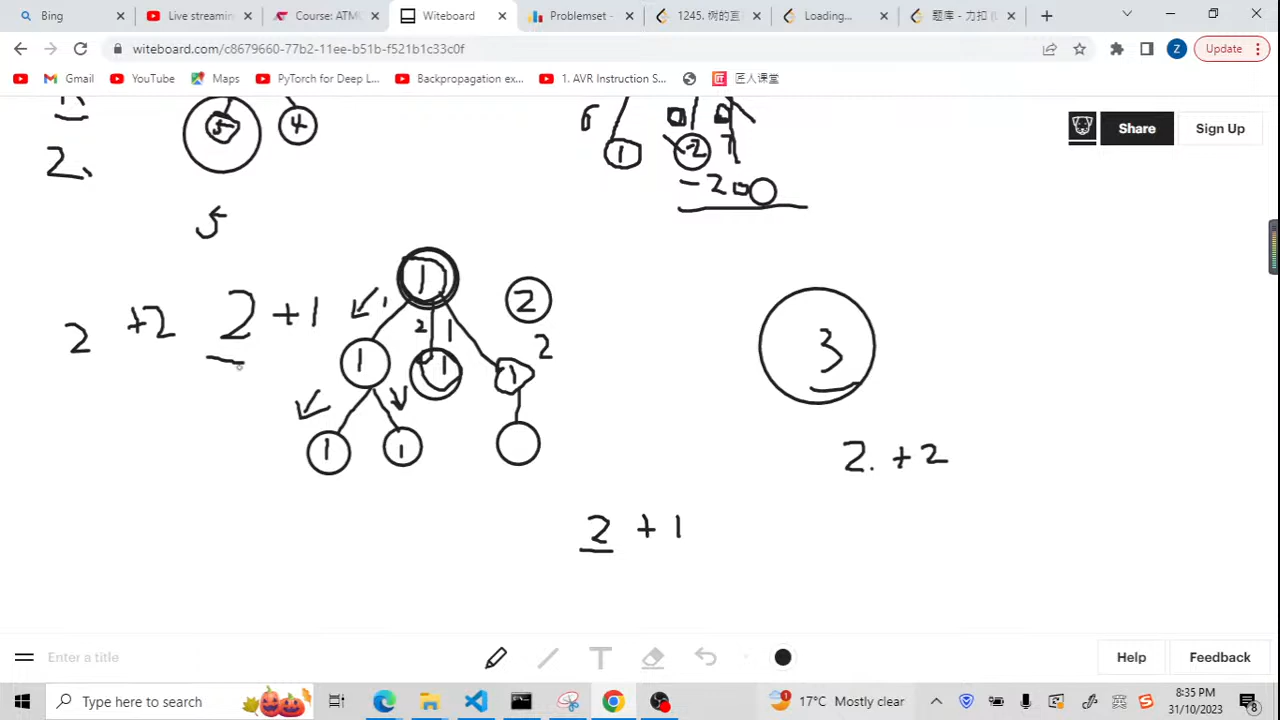 Bing
Live streamin
Course: ATM
Witeboard
Problemset -
1245. 树的直
Loading...
题库 - 力扣 (L
witeboard.com/c8679660-77b2-11ee-b51b-f521b1c33c0f
Z
Update
Gmail
YouTube
Maps
PyTorch for Deep L...
Backpropagation ex...
1. AVR Instruction S...
匠人课堂
Share
Sign Up
5 4
2.
6 1 -2 7
-2
5
1
2 +2 2 +1
1 2 1
2
2
1 1 1
1 1
3
2. +2
2 + 1
Enter a title
T
Help
Feedback
Type here to search
17°C Mostly clear
8:35 PM
31/10/2023
8